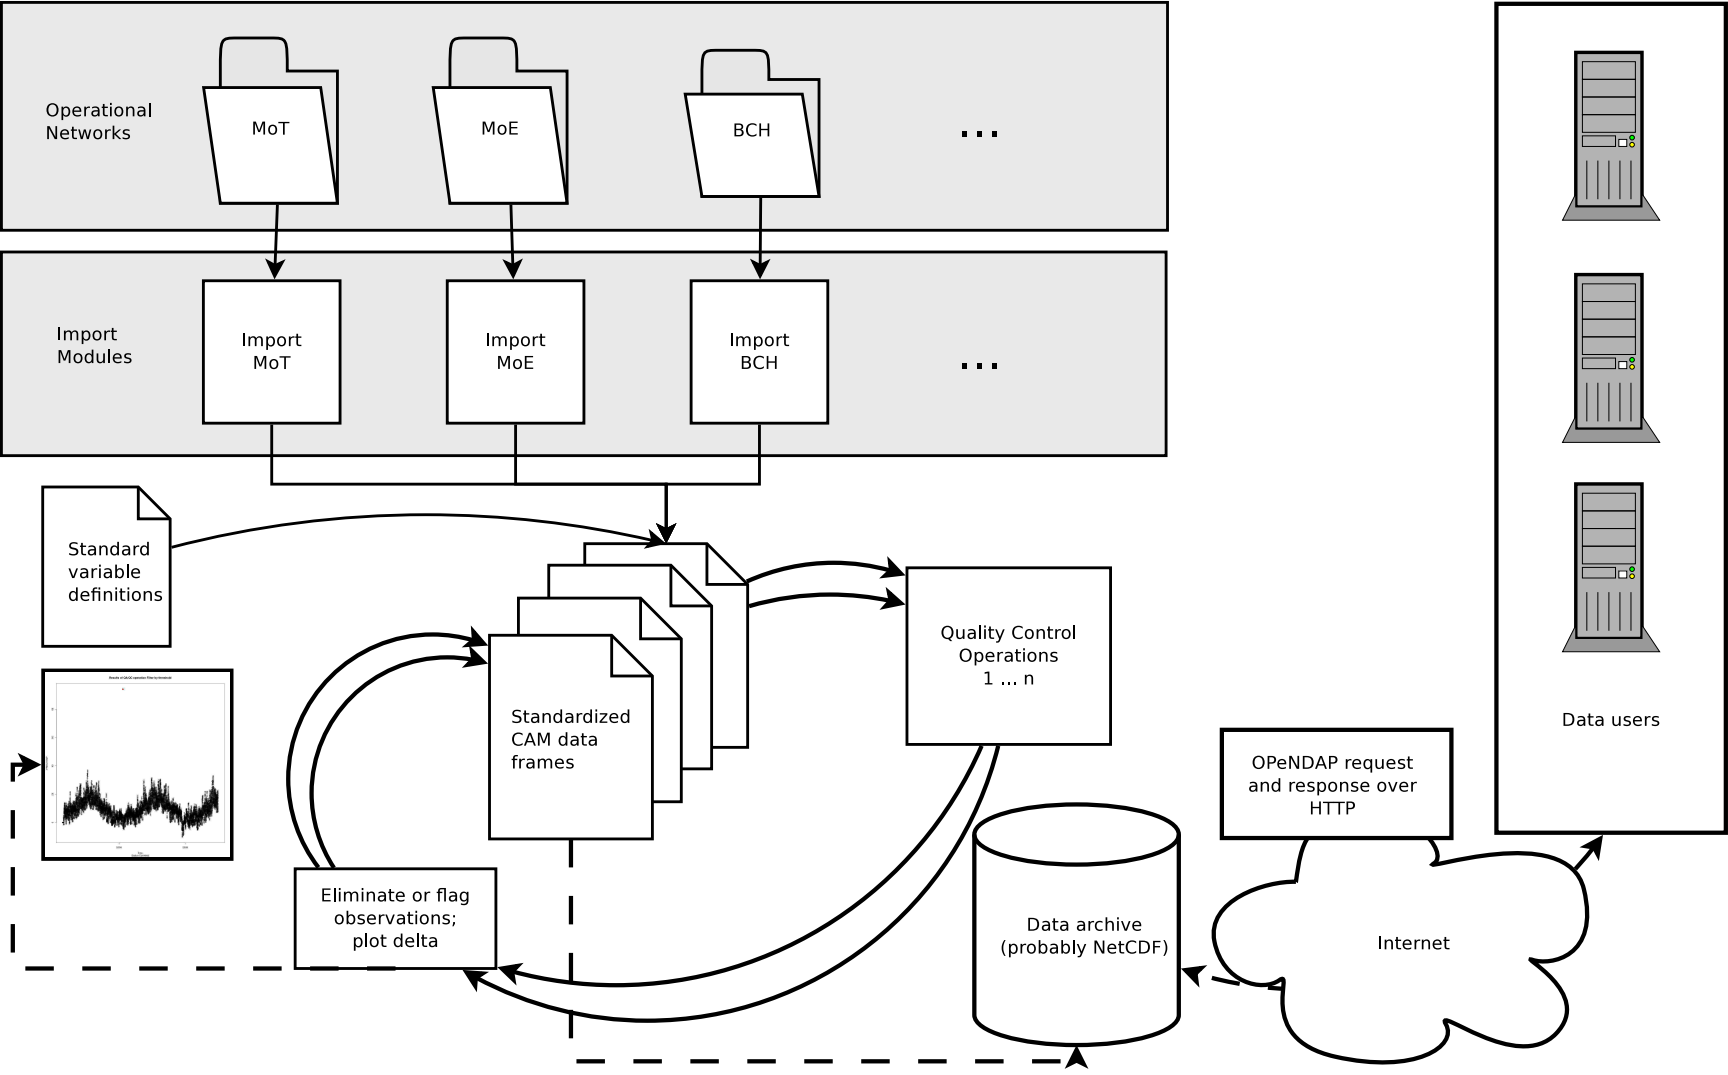 Operational
Networks
MoT
MoE
BCH
...
Import
Modules
Import
MoT
Import
MoE
Import
BCH
...
Standard
variable
definitions
Standardized
CAM data
frames
Quality Control
Operations
1 ... n
Eliminate or flag
observations;
plot delta
Data archive
(probably NetCDF)
OPeNDAP request
and response over
HTTP
Internet
Data users